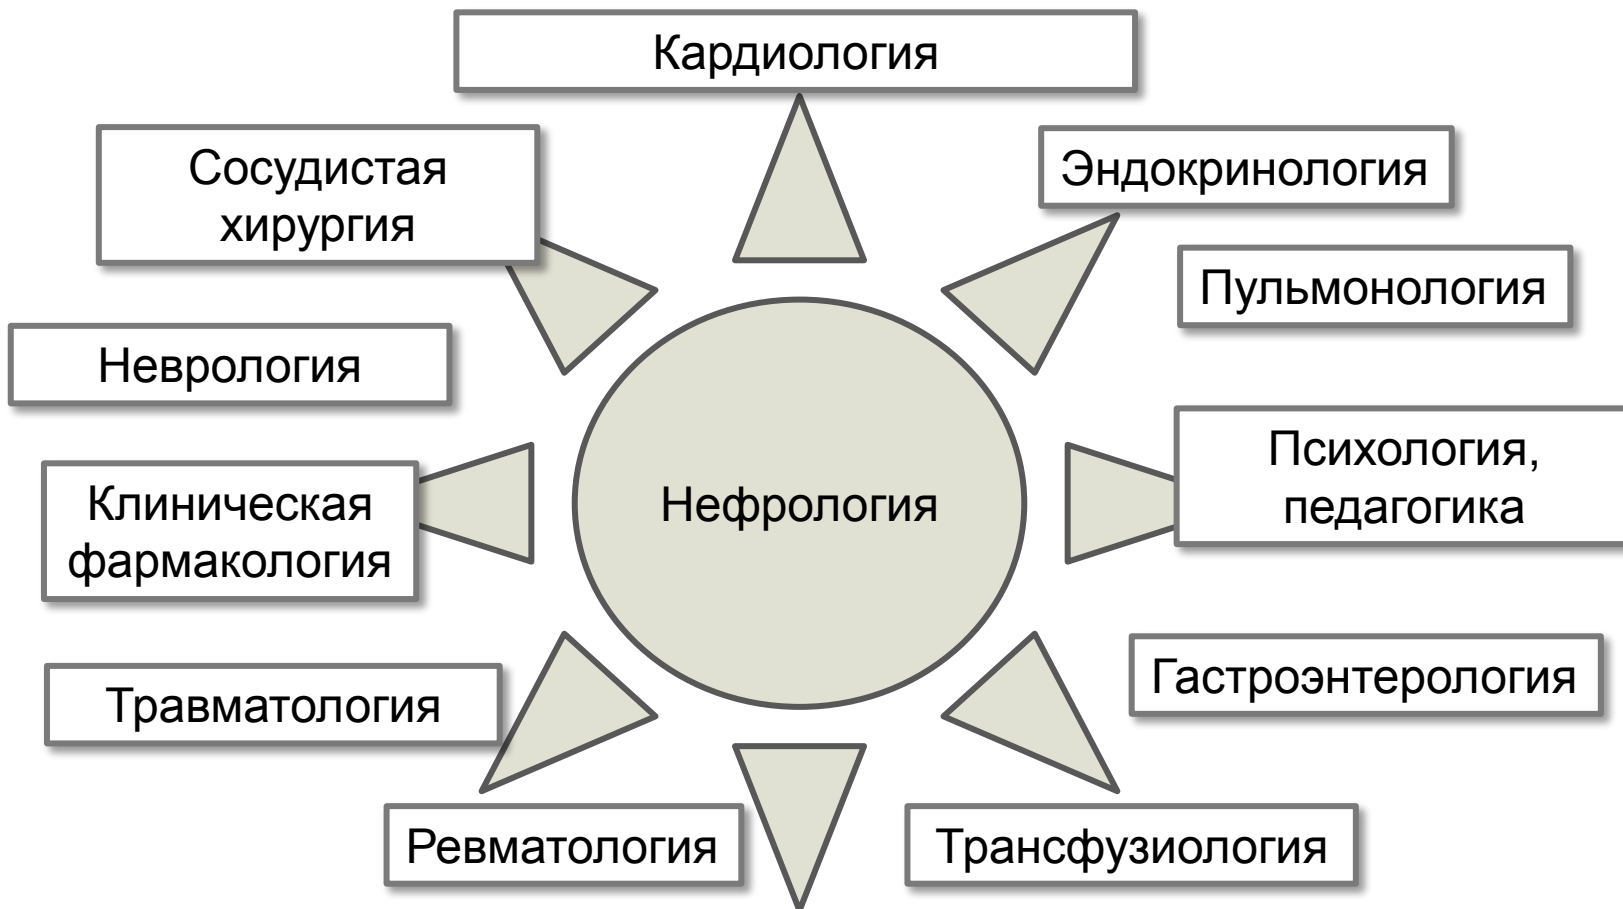 Кардиология
Сосудистая
хирургия
Эндокринология
Пульмонология
Неврология
Психология,
педагогика
Клиническая
фармакология
Нефрология
Гастроэнтерология
Травматология
Ревматология
Трансфузиология